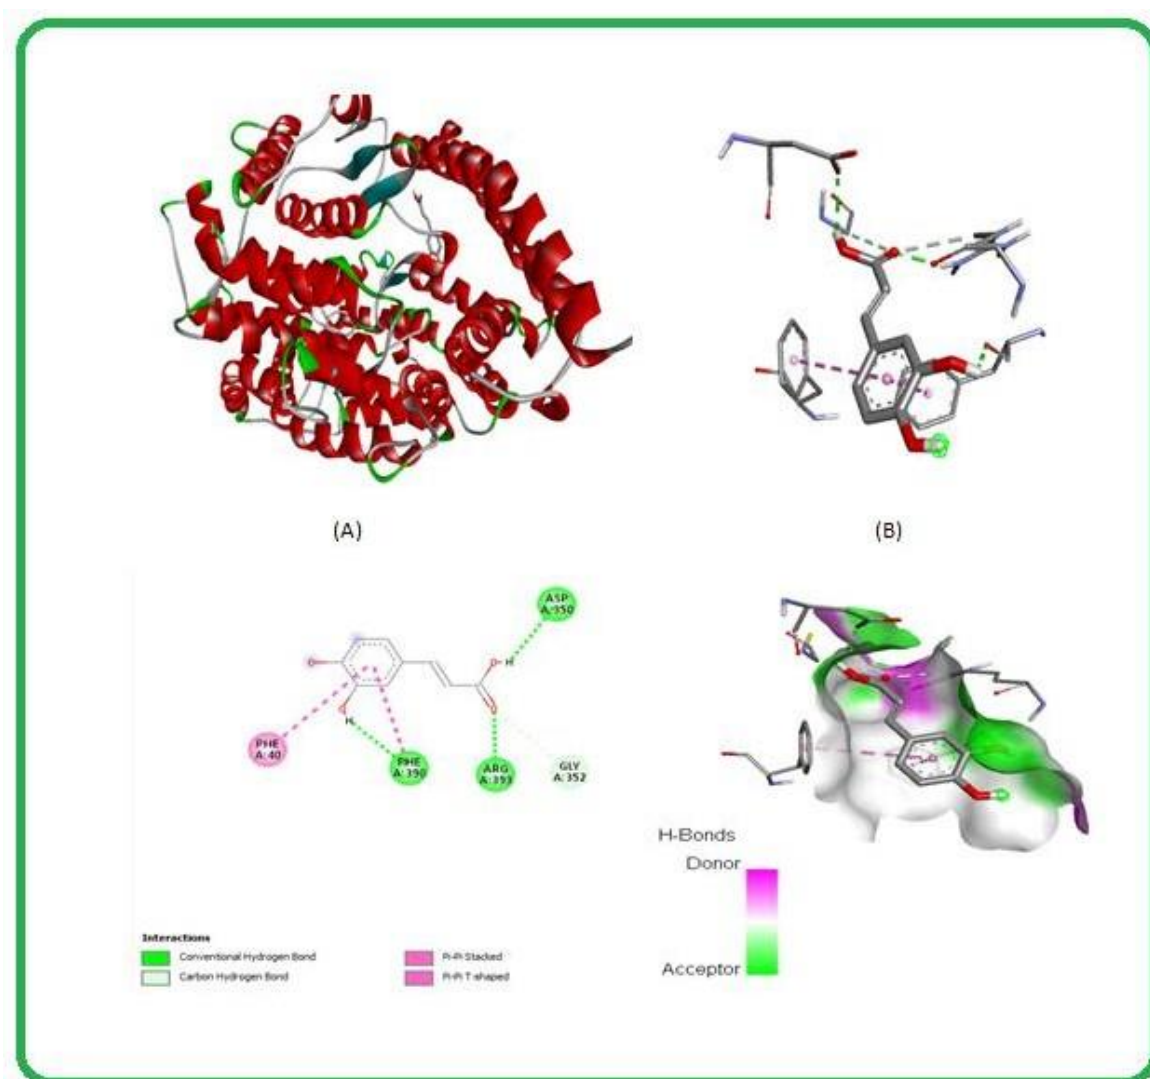 (A)
(B)
ASP
A:350
H
H
O
O
O
O
PHE
A:40
PHE
A:390
ARG
A:393
GLY
A:352
Interactions
Conventional Hydrogen Bond
Carbon Hydrogen Bond
Pi-Pi Stacked
Pi-Pi T-shaped
H-Bonds
Donor
Acceptor